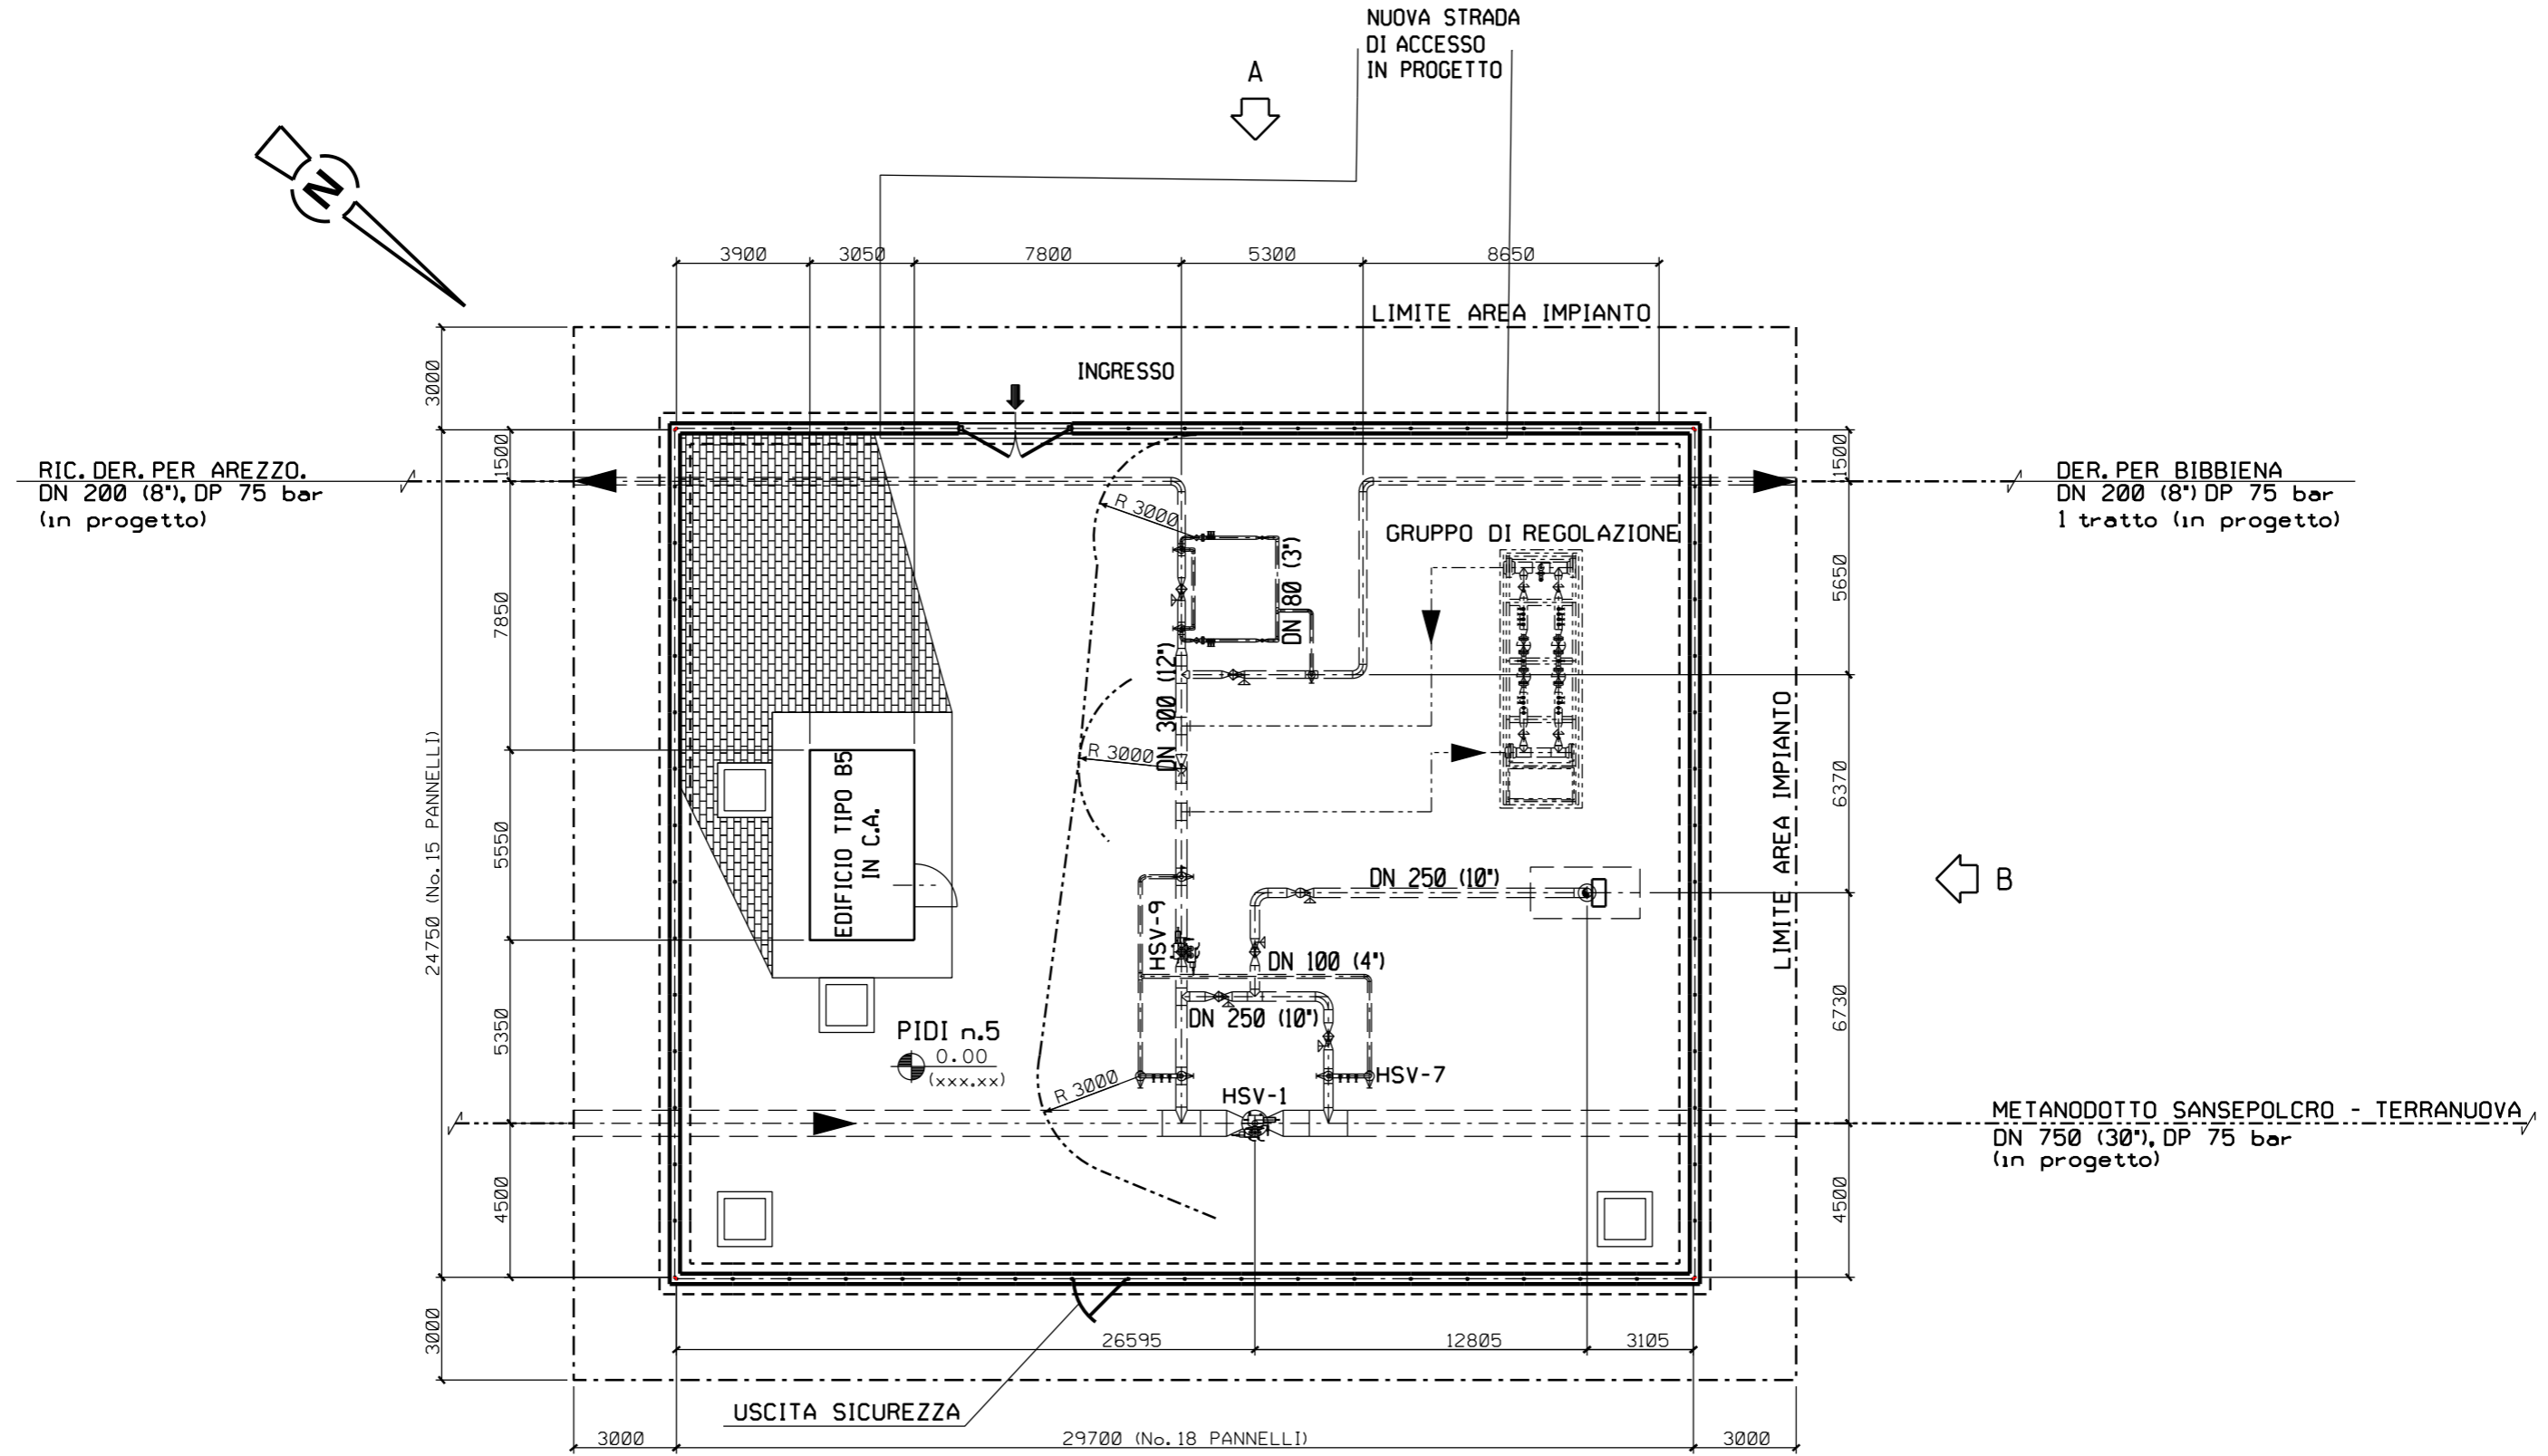 NUOVA STRADA
DI ACCESSO
IN PROGETTO
A
N
3900
3050
7800
5300
8650
LIMITE AREA IMPIANTO
INGRESSO
3000
1500
7850
5550
5350
4500
3000
24750 (No.15 PANNELLI)
RIC.DER.PER AREZZO.
DN 200 (8"),DP 75 bar
(in progetto)
DER.PER BIBBIENA
DN 200 (8") DP 75 bar
1 tratto (in progetto)
1500
5650
6370
6730
4500
R 3000
DN 80 (3")
GRUPPO DI REGOLAZIONE
DN 300 (12")
R 3000
LIMITE AREA IMPIANTO
EDIFICIO TIPO B5
IN C.A.
B
DN 250 (10")
HSV-9
DN 100 (4")
DN 250 (10")
PIDI n.5
0.00
(xxx.xx)
R 3000
HSV-7
HSV-1
METANODOTTO SANSEPOLCRO - TERRANUOVA
DN 750 (30"),DP 75 bar
(in progetto)
26595
12805
3105
USCITA SICUREZZA
3000
29700 (No.18 PANNELLI)
3000